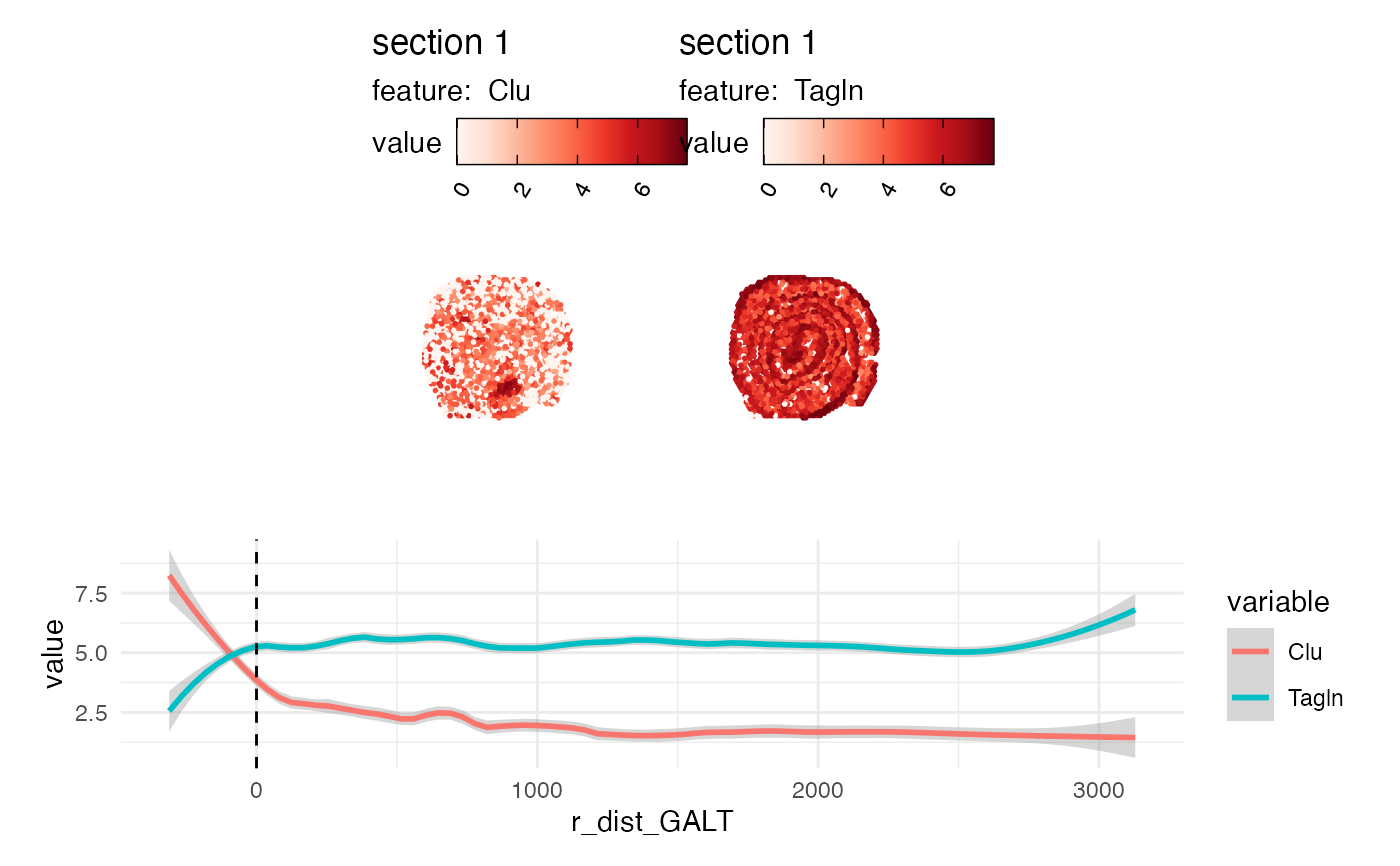 section 1
feature:  Clu
value
0 2 4 6
section 1
feature:  Tagln
value
0 2 4 6
value
7.5
5.0
2.5
0 1000 2000 3000
r_dist_GALT
variable
Clu
Tagln